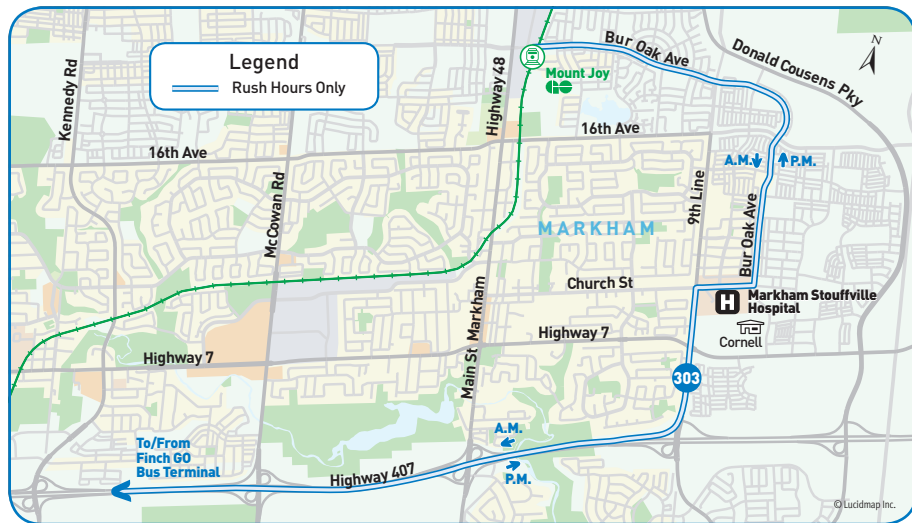 Legend
Rush Hours Only
Kennedy Rd
Highway 48
Bur Oak Ave
Donald Cousens Pky
N
Mount Joy
16th Ave
16th Ave
A.M.
P.M.
McCowan Rd
9th Line
MARKHAM
Bur Oak Ave
Church St
H
Markham Stouffville
Hospital
Cornell
Main St Markham
Highway 7
Highway 7
303
To/From
Finch GO
Bus Terminal
A.M.
P.M.
Highway 407
© Lucidmap Inc.